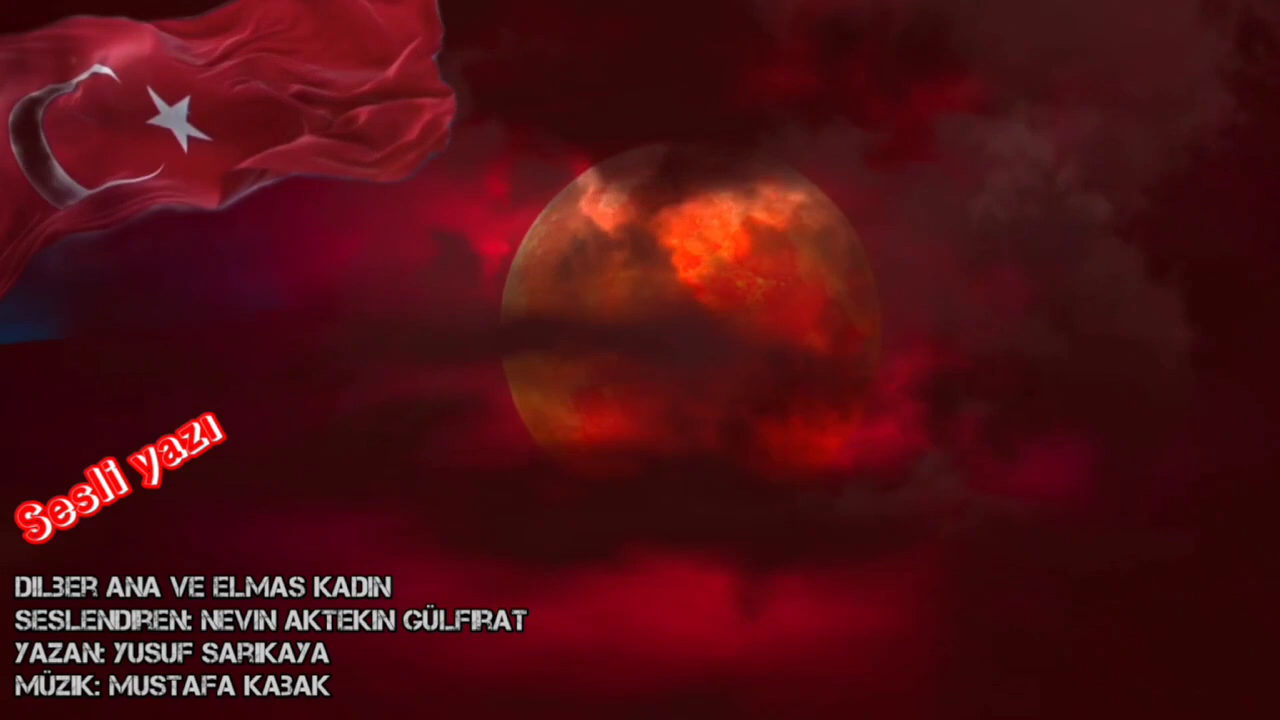 Sesli yazı
DILBER ANA VE ELMAS KADIN
SESLENDIREN: NEVIN AKTEKIN GÜLFIRAT
YAZAN: YUSUF SARIKAYA
MÜZIK: MUSTAFA KABAK